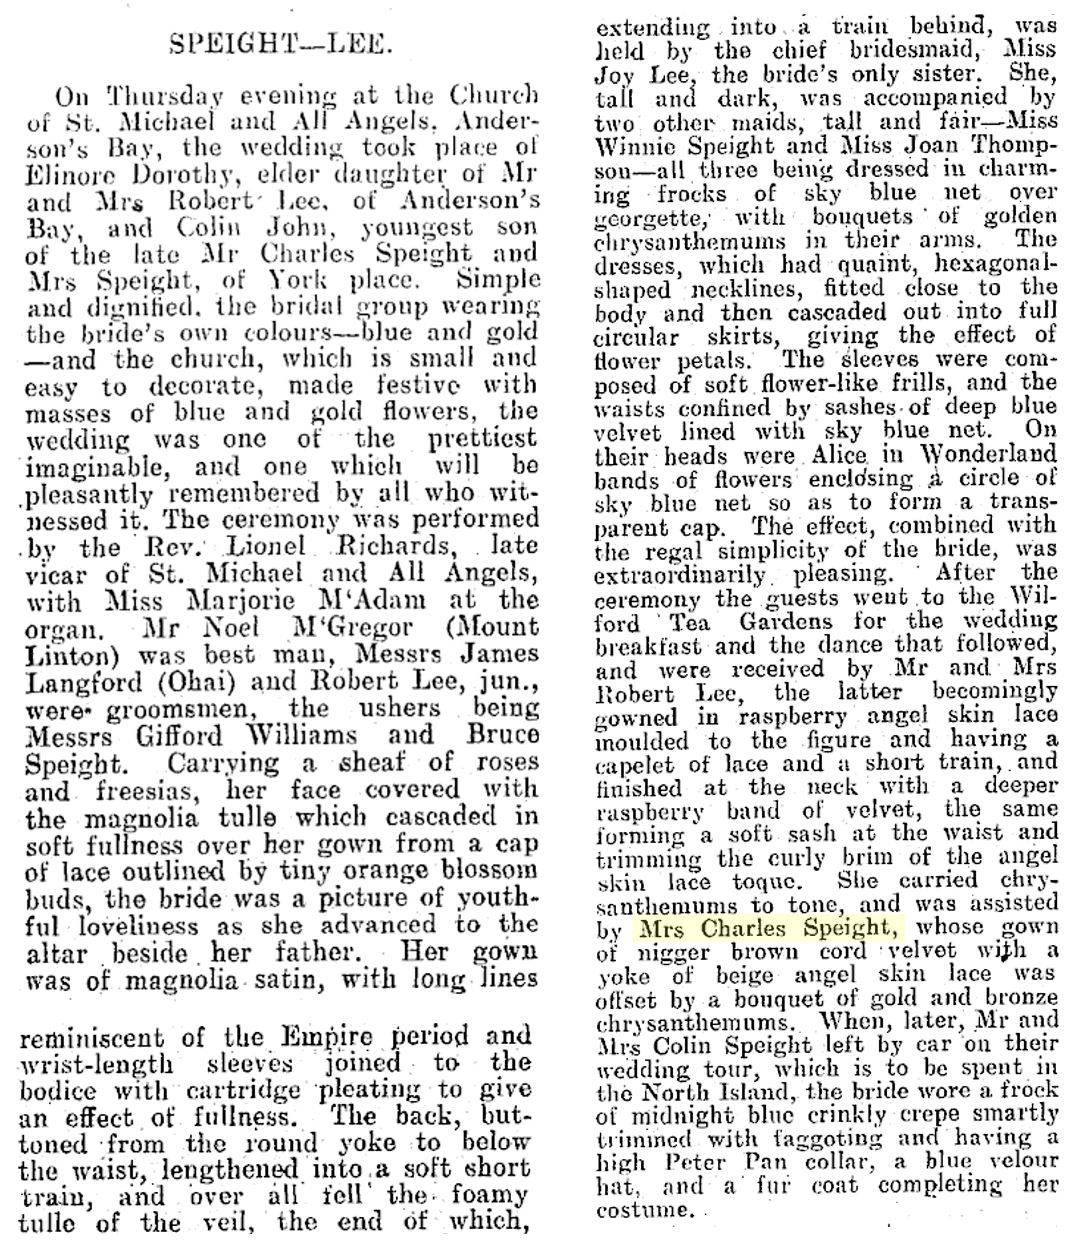 SPEIGHT—LEE.
On Thursday evening at the Church
of St. Michael and All Angels, Ander-
son's Bay, the wedding took place of
Elinore Dorothy, elder daughter of Mr
and Mrs Robert Lee, of Anderson's
Bay, and Colin John, youngest son
of the late Mr Charles Speight and
Mrs Speight, of York place. Simple
and dignified, the bridal group wearing
the bride's own colours—blue and gold
—and the church, which is small and
easy to decorate, made festive with
masses of blue and gold flowers, the
wedding was one of the prettiest
imaginable, and one which will be
pleasantly remembered by all who wit-
nessed it. The ceremony was performed
by the Rev. Lionel Richards, late
vicar of St. Michael and All Angels,
with Miss Marjorie M'Adam at the
organ. Mr Noel M'Gregor (Mount
Linton) was best man, Messrs James
Langford (Ohai) and Robert Lee, jun.,
were groomsmen, the ushers being
Messrs Gifford Williams and Bruce
Speight. Carrying a sheaf of roses
and freesias, her face covered with
the magnolia tulle which cascaded in
soft fullness over her gown from a cap
of lace outlined by tiny orange blossom
buds, the bride was a picture of youth-
ful loveliness as she advanced to the
altar beside her father. Her gown
was of magnolia satin, with long lines
reminiscent of the Empire period and
wrist-length sleeves joined to the
bodice with cartridge pleating to give
an effect of fullness. The back, but-
toned from the round yoke to below
the waist, lengthened into a soft short
train, and over all fell the foamy
tulle of the veil, the end of which,
extending into a train behind, was
held by the chief bridesmaid, Miss
Joy Lee, the bride's only sister. She,
tall and dark, was accompanied by
two other maids, tall and fair—Miss
Winnie Speight and Miss Joan Thomp-
son—all three being dressed in charm-
ing frocks of sky blue net over
georgette, with bouquets of golden
chrysanthemums in their arms. The
dresses, which had quaint, hexagonal-
shaped necklines, fitted close to the
body and then cascaded out into full
circular skirts, giving the effect of
flower petals. The sleeves were com-
posed of soft flower-like frills, and the
waists confined by sashes of deep blue
velvet lined with sky blue net. On
their heads were Alice in Wonderland
bands of flowers enclosing a circle of
sky blue net so as to form a trans-
parent cap. The effect, combined with
the regal simplicity of the bride, was
extraordinarily pleasing. After the
ceremony the guests went to the Wil-
ford Tea Gardens for the wedding
breakfast and the dance that followed,
and were received by Mr and Mrs
Robert Lee, the latter becomingly
gowned in raspberry angel skin lace
moulded to the figure and having a
capelet of lace and a short train, and
finished at the neck with a deeper
raspberry band of velvet, the same
forming a soft sash at the waist and
trimming the curly brim of the angel
skin lace toque. She carried chry-
santhemums to tone, and was assisted
by Mrs Charles Speight, whose gown
of nigger brown cord velvet with a
yoke of beige angel skin lace was
offset by a bouquet of gold and bronze
chrysanthemums. When, later, Mr and
Mrs Colin Speight left by car on their
wedding tour, which is to be spent in
the North Island, the bride wore a frock
of midnight blue crinkly crepe smartly
trimmed with faggoting and having a
high Peter Pan collar, a blue velour
hat, and a fur coat completing her
costume.